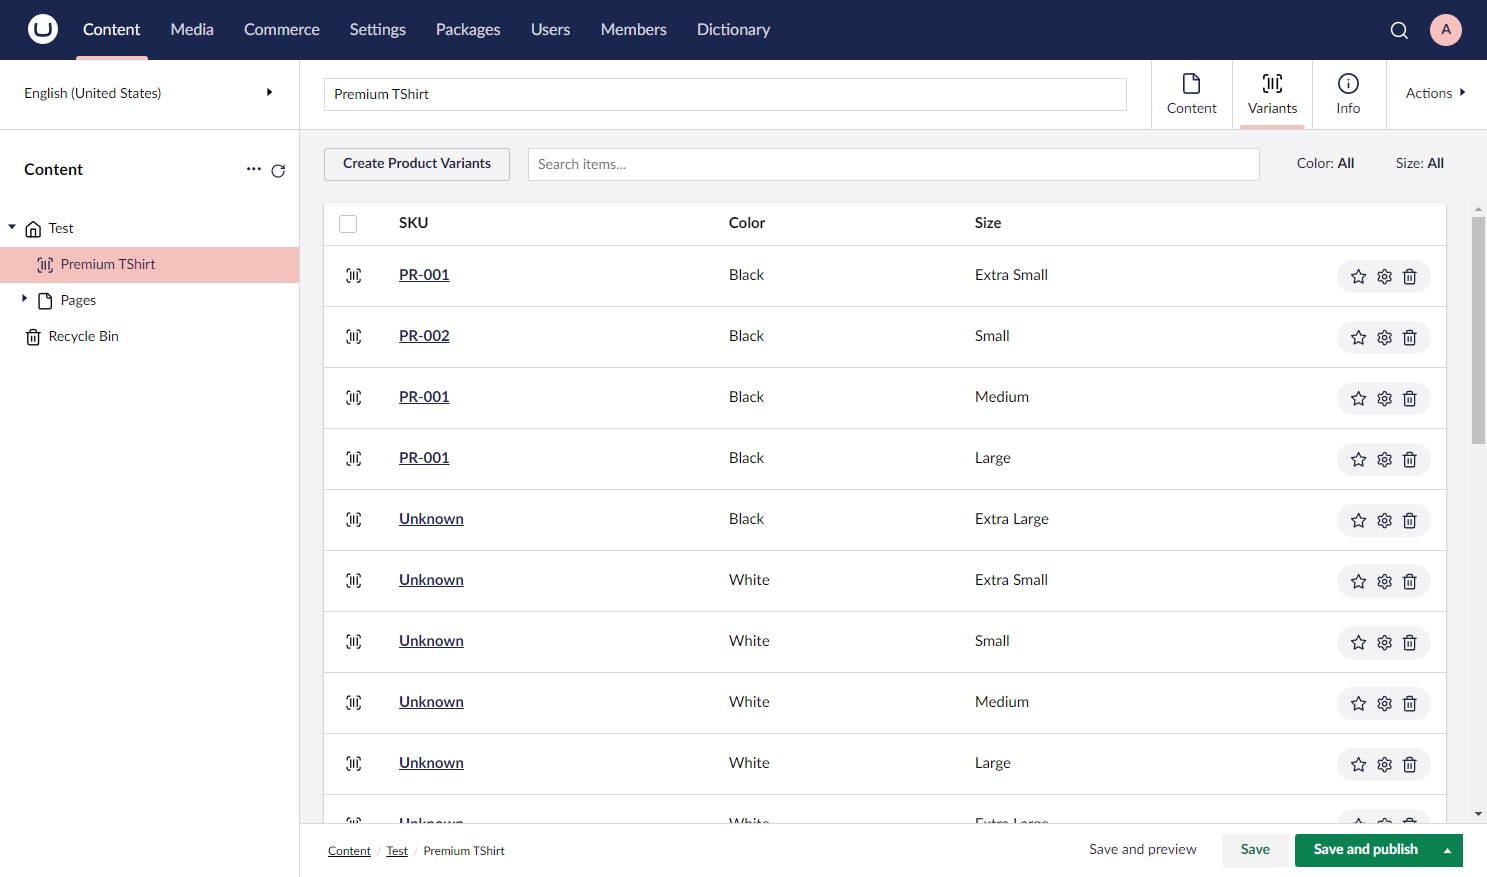 Content Media Commerce Settings Packages Users Members Dictionary A
English (United States)
Premium TShirt
Content Variants Info Actions
Content
Test
Premium TShirt
Pages
Recycle Bin
Create Product Variants Search items... Color: All Size: All
SKU Color Size
PR-001 Black Extra Small
PR-002 Black Small
PR-001 Black Medium
PR-001 Black Large
Unknown Black Extra Large
Unknown White Extra Small
Unknown White Small
Unknown White Medium
Unknown White Large
Unknown White Extra Large
Content / Test / Premium TShirt Save and preview Save Save and publish